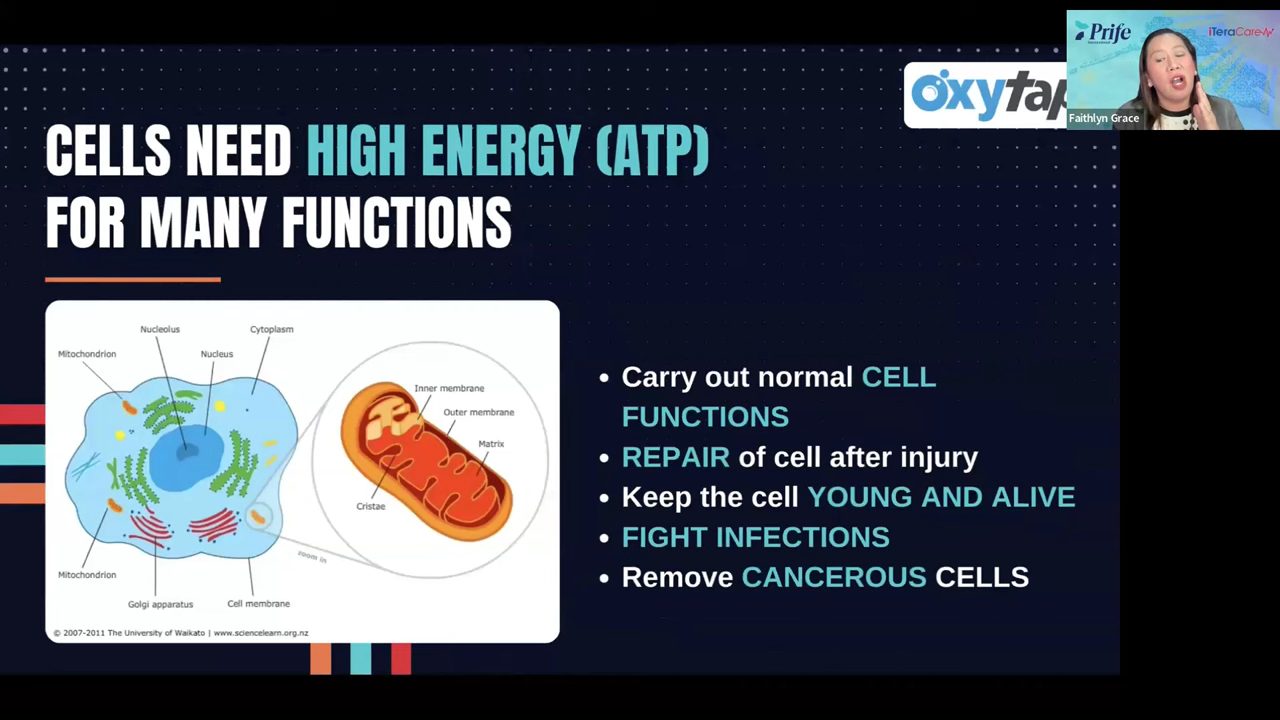 Prife
iTeraCare
Faithlyn Grace
oxytap
CELLS NEED HIGH ENERGY (ATP)
FOR MANY FUNCTIONS
Nucleolus
Cytoplasm
Mitochondrion
Nucleus
Inner membrane
Outer membrane
Matrix
Cristae
zoom in
Mitochondrion
Golgi apparatus
Cell membrane
© 2007-2011 The University of Waikato | www.sciencelearn.org.nz
• Carry out normal CELL
FUNCTIONS
• REPAIR of cell after injury
• Keep the cell YOUNG AND ALIVE
• FIGHT INFECTIONS
• Remove CANCEROUS CELLS